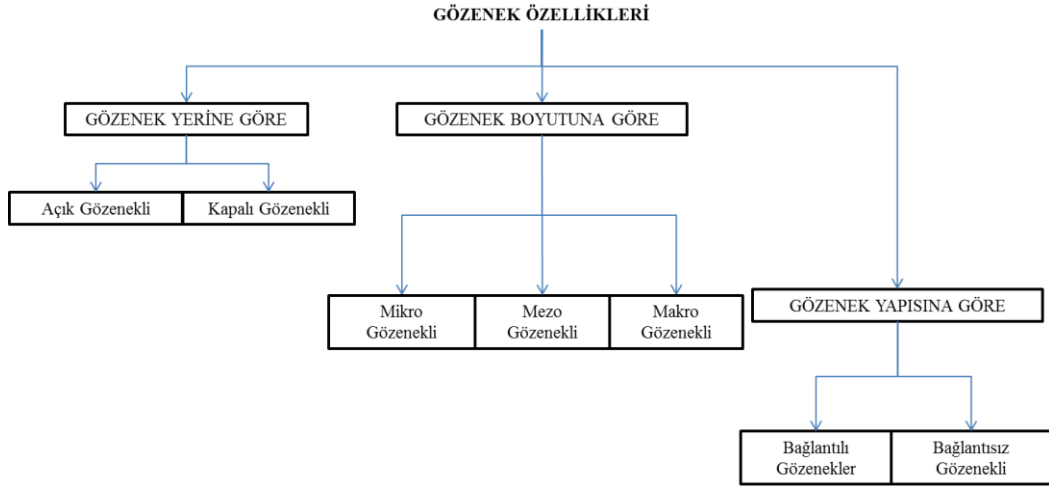 GÖZENEK ÖZELLİKLERİ
GÖZENEK YERİNE GÖRE
GÖZENEK BOYUTUNA GÖRE
Açık Gözenekli
Kapalı Gözenekli
Mikro
Gözenekli
Mezo
Gözenekli
Makro
Gözenekli
GÖZENEK YAPISINA GÖRE
Bağlantılı
Gözenekler
Bağlantısız
Gözenekli